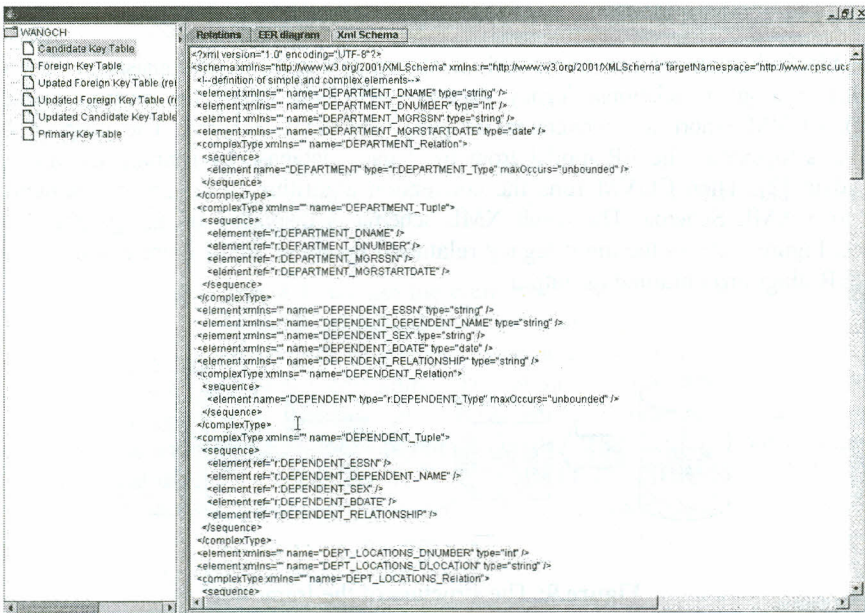 WANGCH
Candidate Key Table
Foreign Key Table
Upated Foreign Key Table (re
Updated Foreign Key Table (r
Updated Candidate Key Table
Primary Key Table
Relations EER diagram Xml Schema
<?xml version="1.0" encoding="UTF-8"?>
<schema xmlns="http://www.w3.org/2001/XMLSchema" xmlns:r="http://www.w3.org/2001/XMLSchema" targetNamespace="http://www.cpsc.uca
<!--definition of simple and complex elements-->
<element xmlns="" name="DEPARTMENT_DNAME" type="string" />
<element xmlns="" name="DEPARTMENT_DNUMBER" type="int" />
<element xmlns="" name="DEPARTMENT_MGRSSN" type="string" />
<element xmlns="" name="DEPARTMENT_MGRSTARTDATE" type="date" />
<complexType xmlns="" name="DEPARTMENT_Relation">
<sequence>
<element name="DEPARTMENT" type="r:DEPARTMENT_Type" maxOccurs="unbounded" />
</sequence>
</complexType>
<complexType xmlns="" name="DEPARTMENT_Tuple">
<sequence>
<element ref="r:DEPARTMENT_DNAME" />
<element ref="r:DEPARTMENT_DNUMBER" />
<element ref="r:DEPARTMENT_MGRSSN" />
<element ref="r:DEPARTMENT_MGRSTARTDATE" />
</sequence>
</complexType>
<element xmlns="" name="DEPENDENT_ESSN" type="string" />
<element xmlns="" name="DEPENDENT_DEPENDENT_NAME" type="string" />
<element xmlns="" name="DEPENDENT_SEX" type="string" />
<element xmlns="" name="DEPENDENT_BDATE" type="date" />
<element xmlns="" name="DEPENDENT_RELATIONSHIP" type="string" />
<complexType xmlns="" name="DEPENDENT_Relation">
<sequence>
<element name="DEPENDENT" type="r:DEPENDENT_Type" maxOccurs="unbounded" />
</sequence>
</complexType>
<complexType xmlns="" name="DEPENDENT_Tuple">
<sequence>
<element ref="r:DEPENDENT_ESSN" />
<element ref="r:DEPENDENT_DEPENDENT_NAME" />
<element ref="r:DEPENDENT_SEX" />
<element ref="r:DEPENDENT_BDATE" />
<element ref="r:DEPENDENT_RELATIONSHIP" />
</sequence>
</complexType>
<element xmlns="" name="DEPT_LOCATIONS_DNUMBER" type="int" />
<element xmlns="" name="DEPT_LOCATIONS_DLOCATION" type="string" />
<complexType xmlns="" name="DEPT_LOCATIONS_Relation">
<sequence>